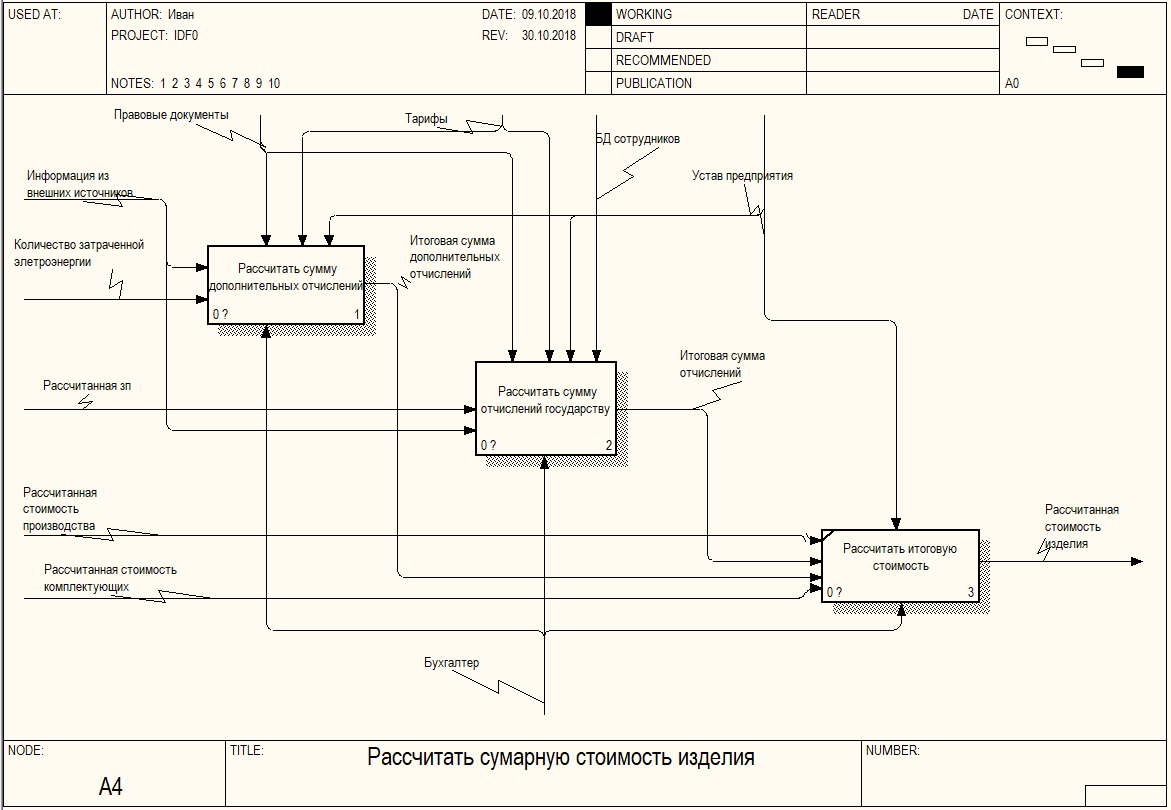 USED AT:
AUTHOR: Иван
DATE: 09.10.2018
PROJECT: IDF0
REV: 30.10.2018
NOTES: 1 2 3 4 5 6 7 8 9 10
WORKING
DRAFT
RECOMMENDED
PUBLICATION
READER
DATE
CONTEXT:
A0
Правовые документы
Тарифы
БД сотрудников
Устав предприятия
Информация из
внешних источников
Количество затраченной
элетроэнергии
Рассчитать сумму
дополнительных отчислений
0 ?
1
Итоговая сумма
дополнительных
отчислений
Рассчитанная зп
Рассчитать сумму
отчислений государству
0 ?
2
Итоговая сумма
отчислений
Рассчитанная
стоимость
производства
Рассчитанная стоимость
комплектующих
Рассчитать итоговую
стоимость
0 ?
3
Рассчитанная
стоимость
изделия
Бухгалтер
NODE:
A4
TITLE:
Рассчитать сумарную стоимость изделия
NUMBER: